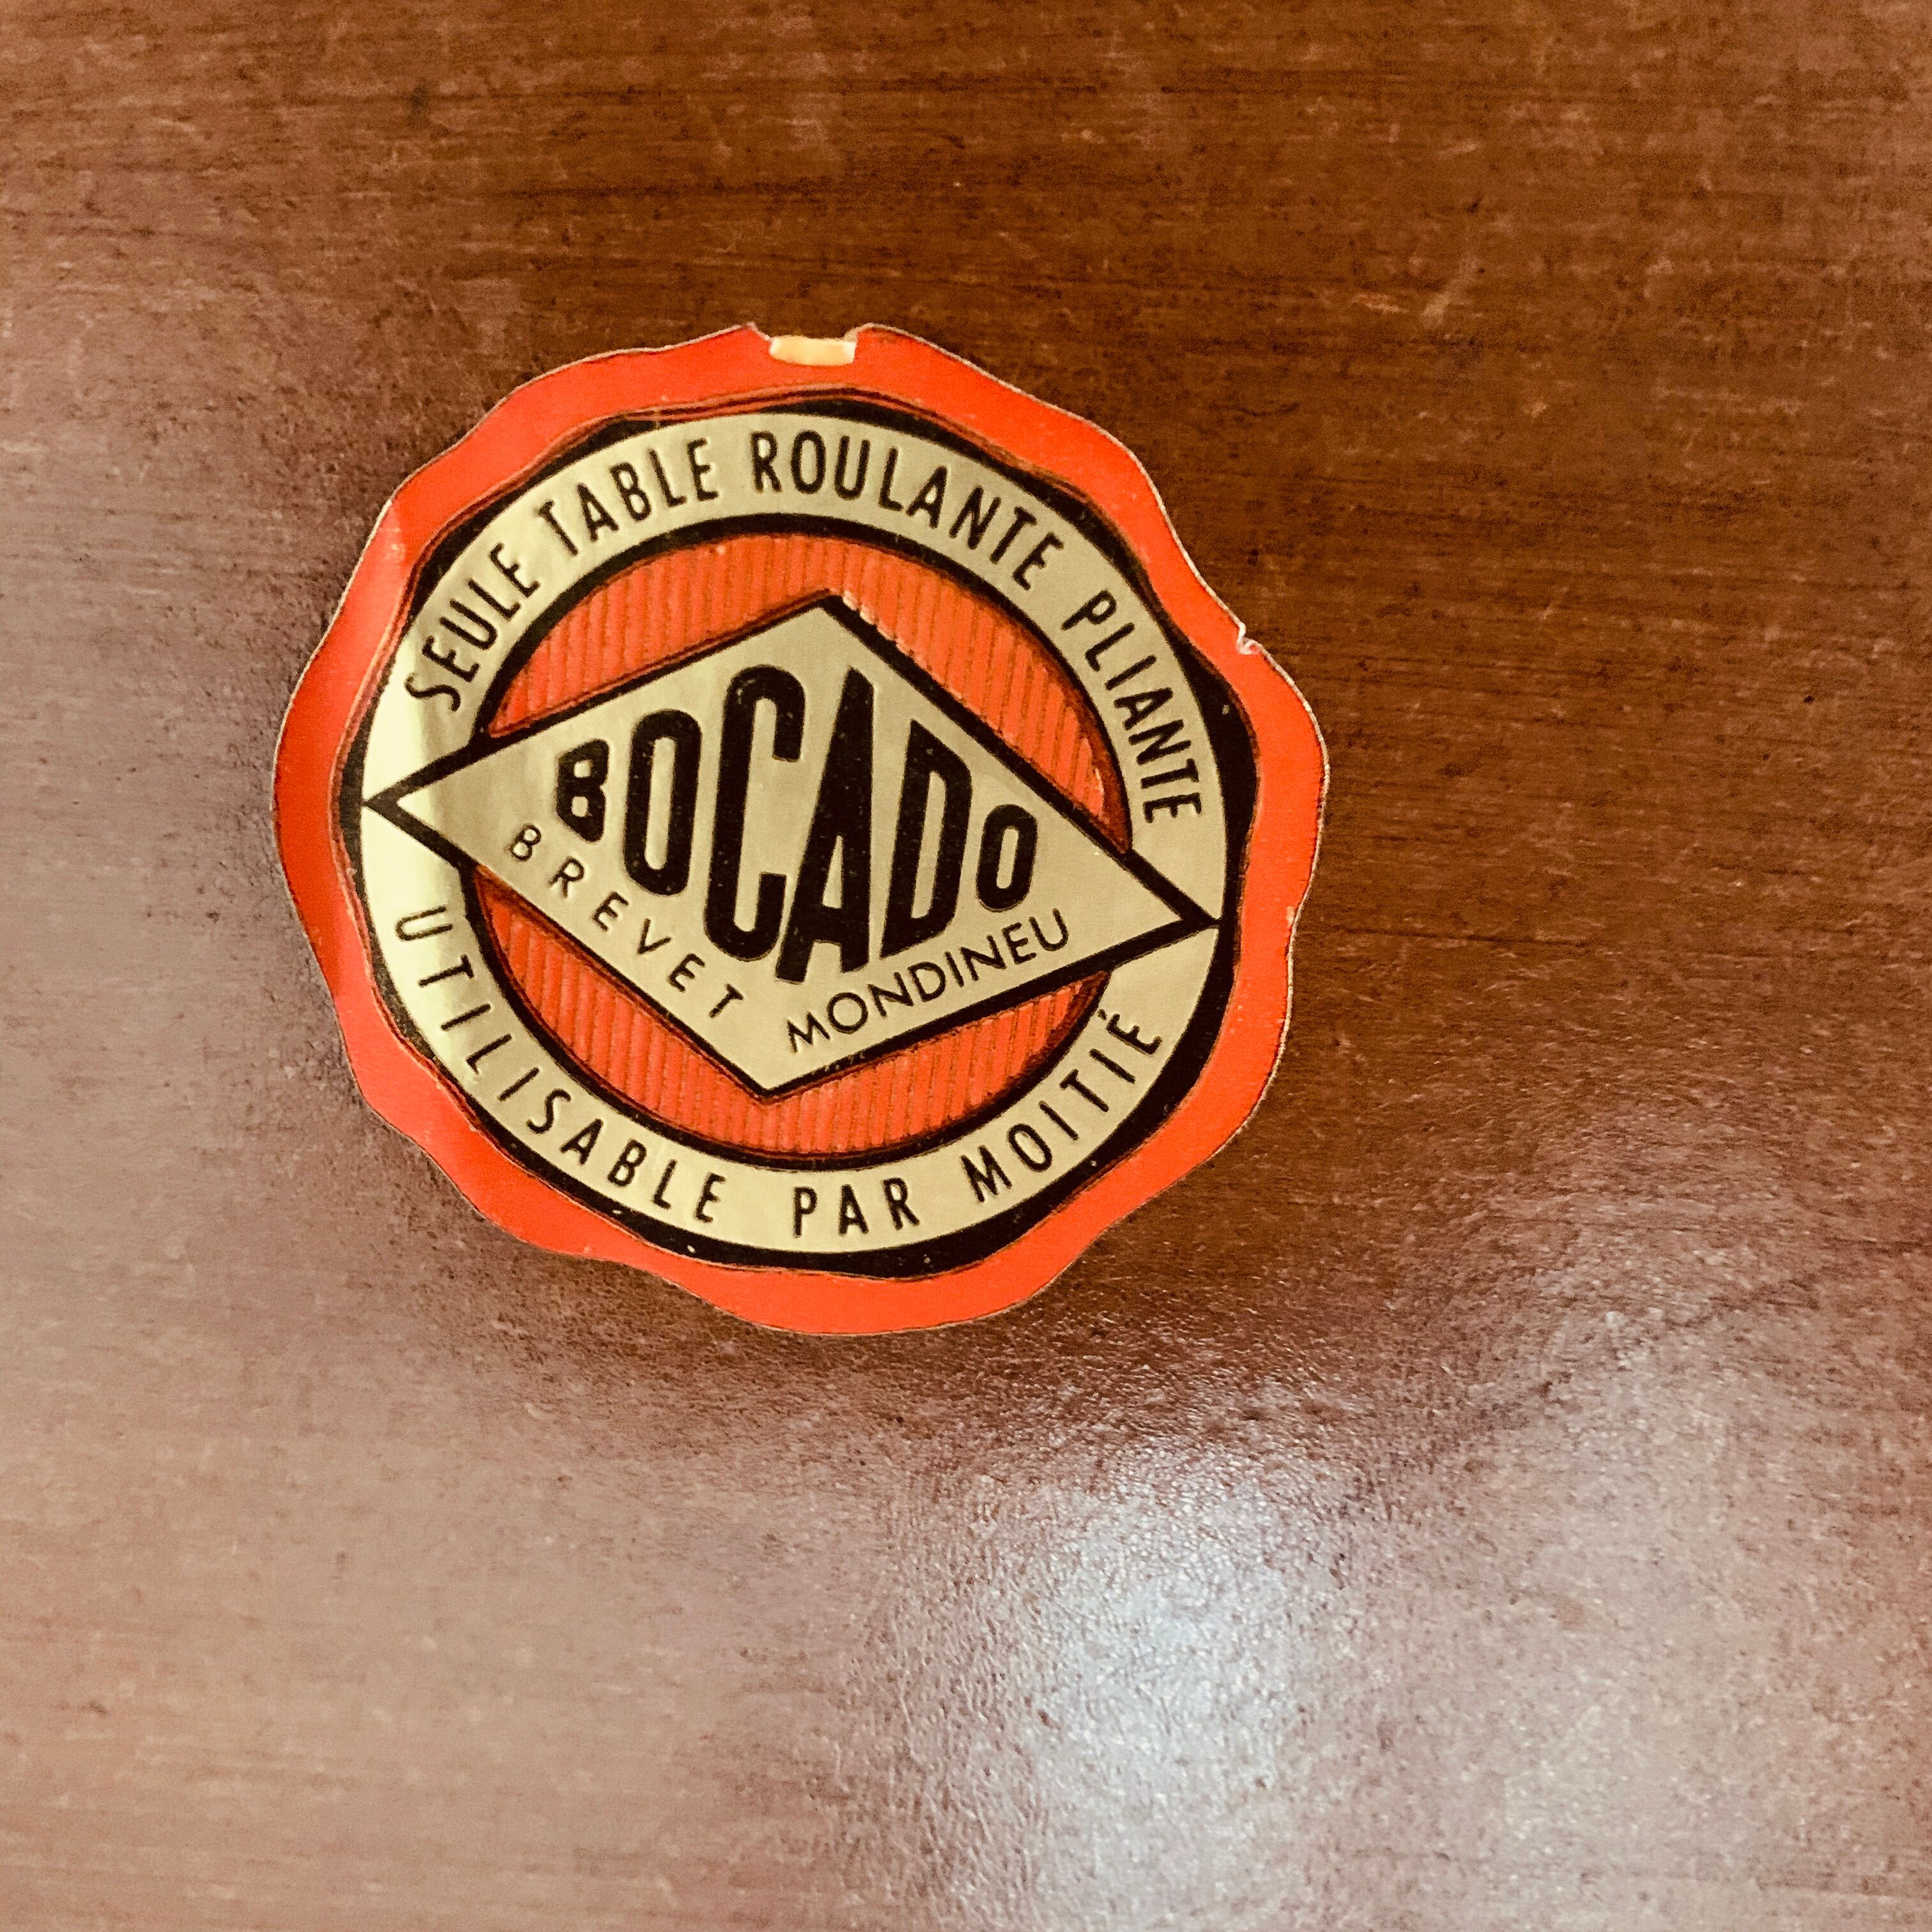 SEULE TABLE ROULANTE PLIANTE
BOCADO
BREVET MONDINEU
UTILISABLE PAR MOITIÉ